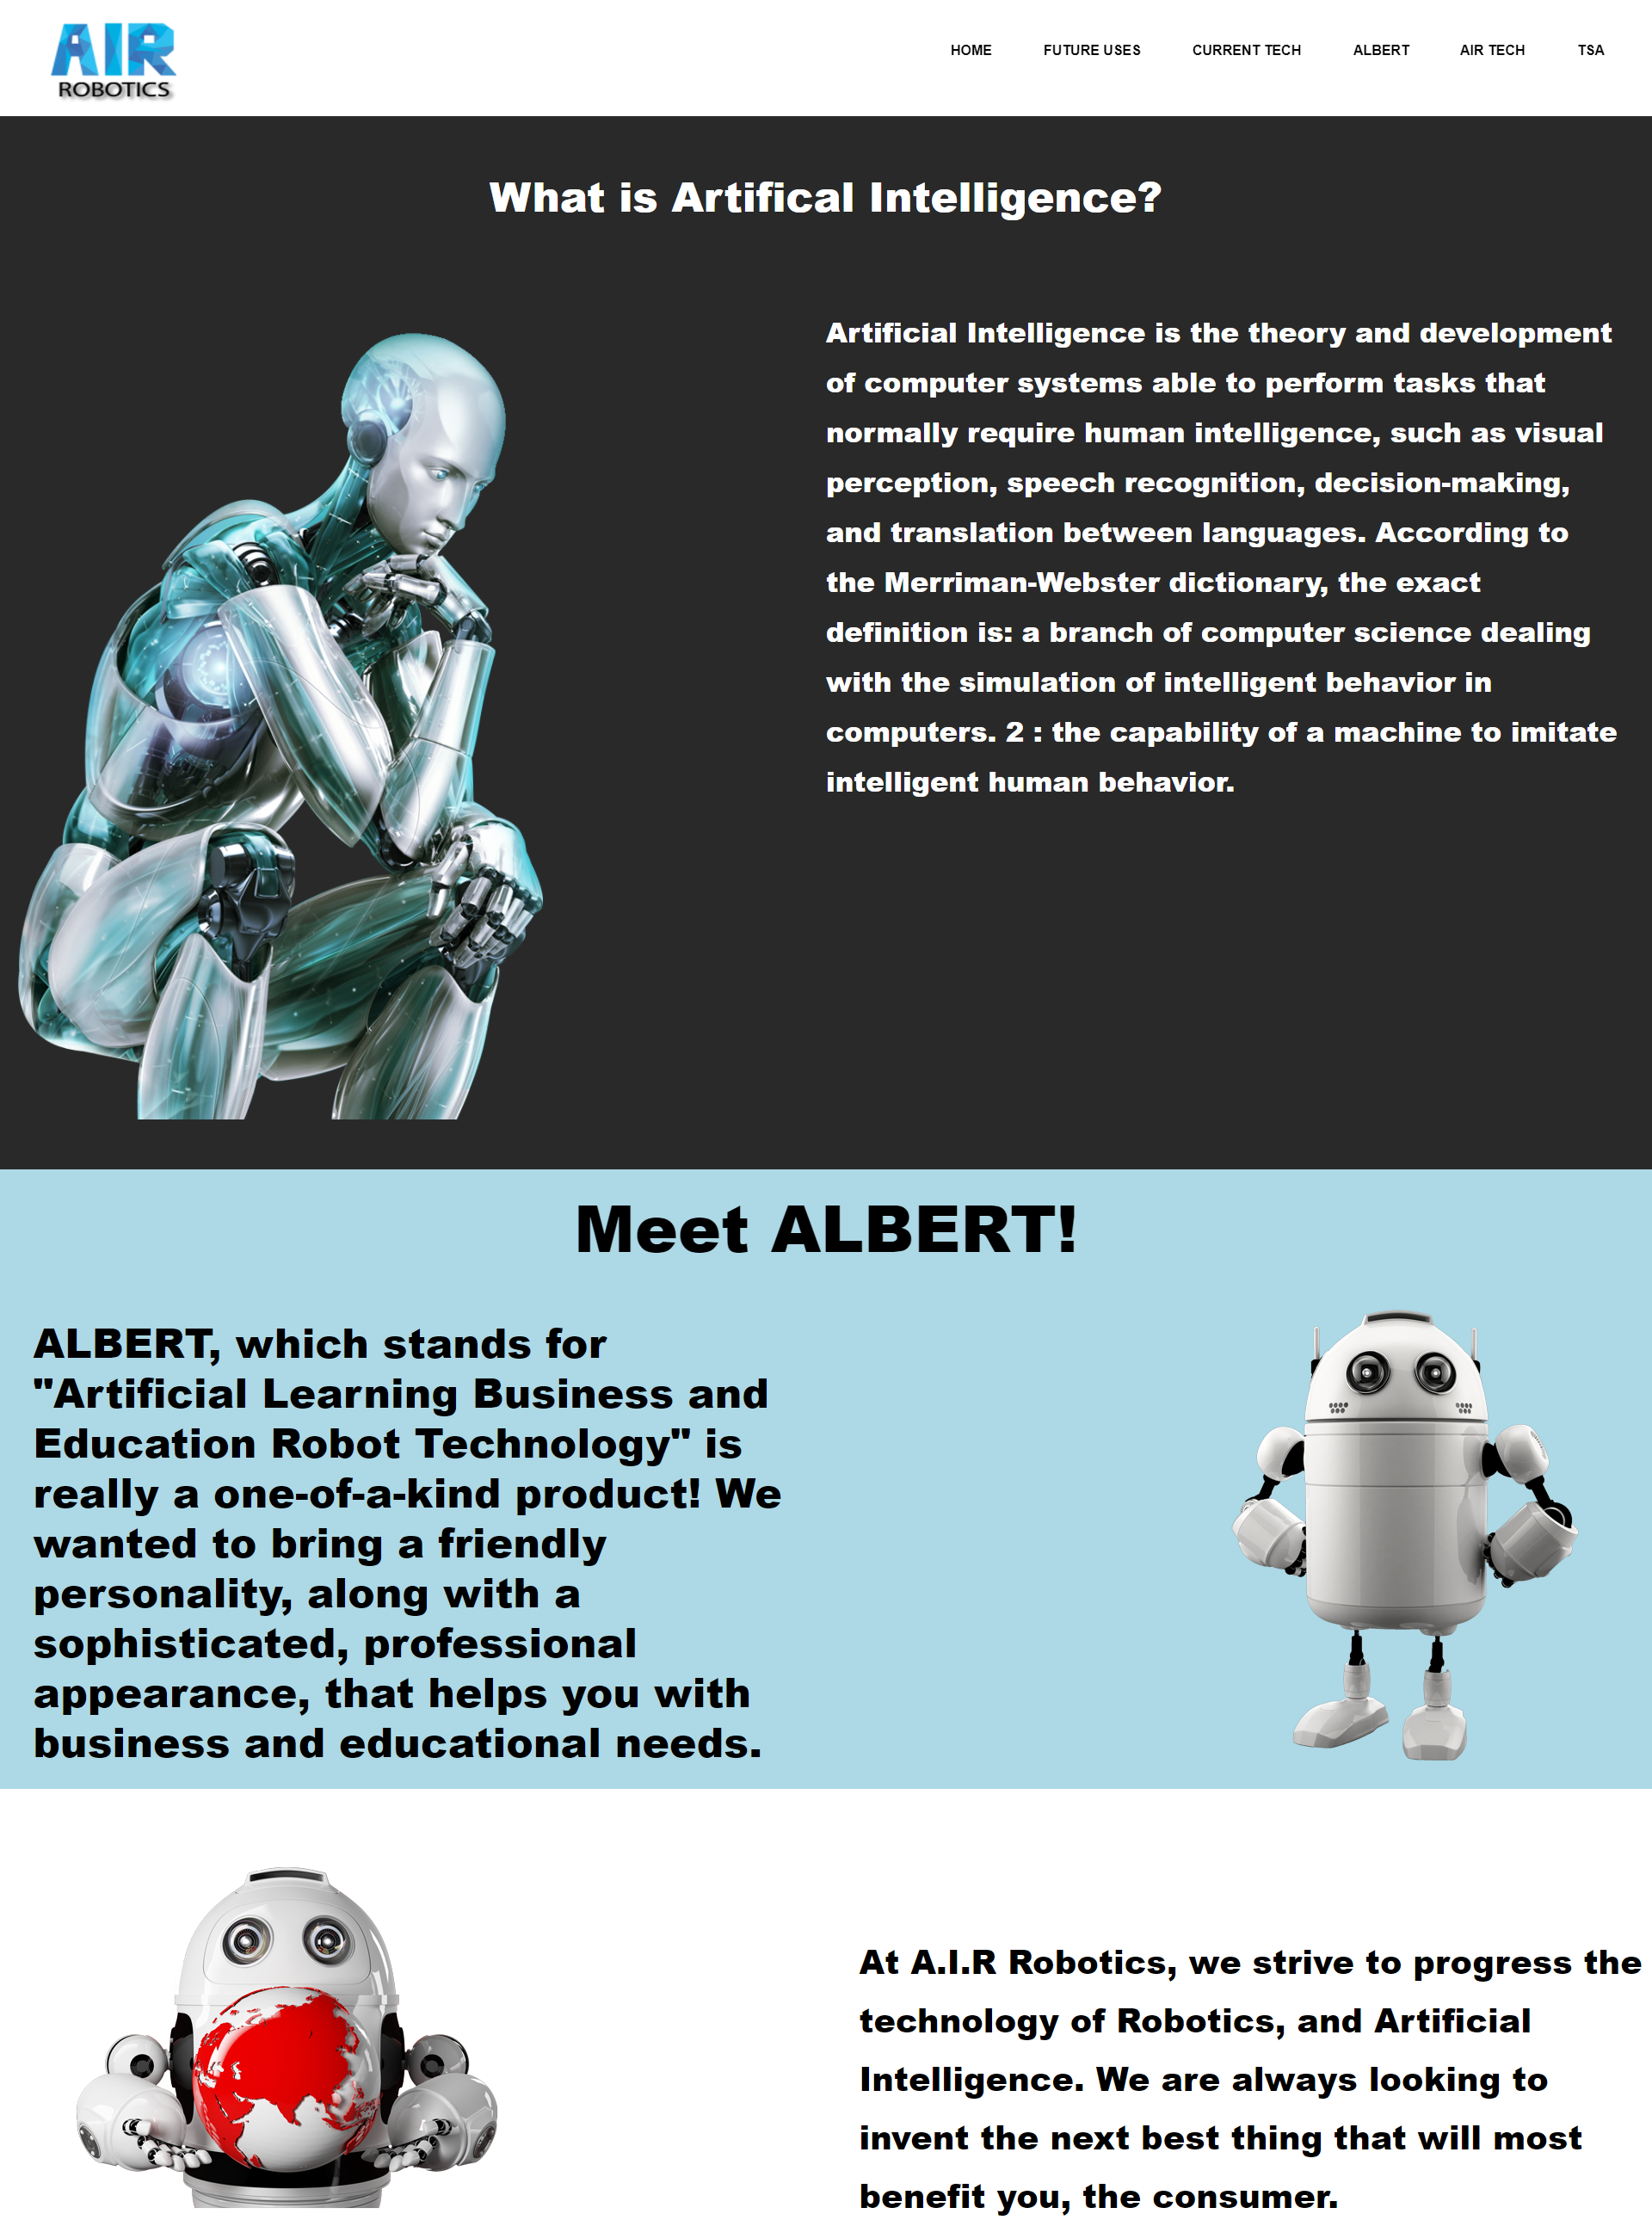 AIR
ROBOTICS
HOME FUTURE USES CURRENT TECH ALBERT AIR TECH TSA
What is Artifical Intelligence?
Artificial Intelligence is the theory and development
of computer systems able to perform tasks that
normally require human intelligence, such as visual
perception, speech recognition, decision-making,
and translation between languages. According to
the Merriman-Webster dictionary, the exact
definition is: a branch of computer science dealing
with the simulation of intelligent behavior in
computers. 2 : the capability of a machine to imitate
intelligent human behavior.
Meet ALBERT!
ALBERT, which stands for
"Artificial Learning Business and
Education Robot Technology" is
really a one-of-a-kind product! We
wanted to bring a friendly
personality, along with a
sophisticated, professional
appearance, that helps you with
business and educational needs.
At A.I.R Robotics, we strive to progress the
technology of Robotics, and Artificial
Intelligence. We are always looking to
invent the next best thing that will most
benefit you, the consumer.